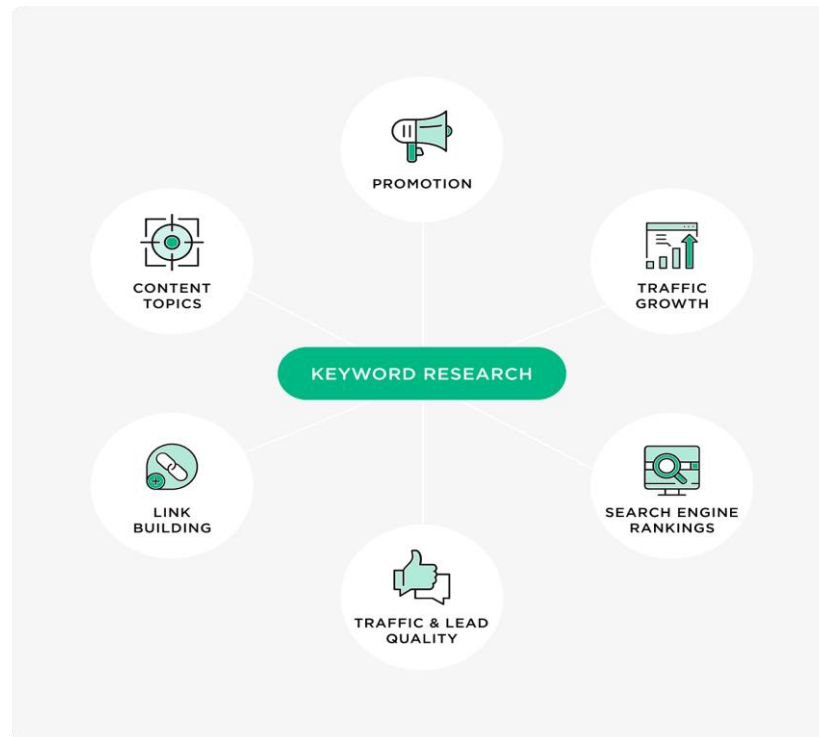 PROMOTION
CONTENT
TOPICS
TRAFFIC
GROWTH
KEYWORD RESEARCH
LINK
BUILDING
SEARCH ENGINE
RANKINGS
TRAFFIC & LEAD
QUALITY